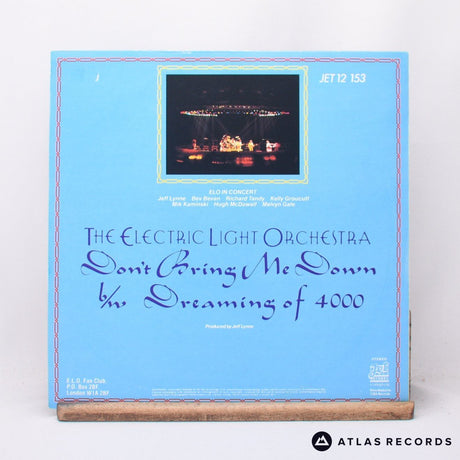 J
JET 12 153
ELO IN CONCERT
Jeff Lynne Bev Bevan Richard Tandy Kelly Groucutt
Mik Kaminski Hugh McDowell Melvyn Gale
THE ELECTRIC LIGHT ORCHESTRA
Don't Bring Me Down
b/w Dreaming of 4000
Produced by Jeff Lynne
E.L.O. Fan Club
P.O. Box 2BF
London W1A 2BF
STEREO
Jet
ATLAS RECORDS